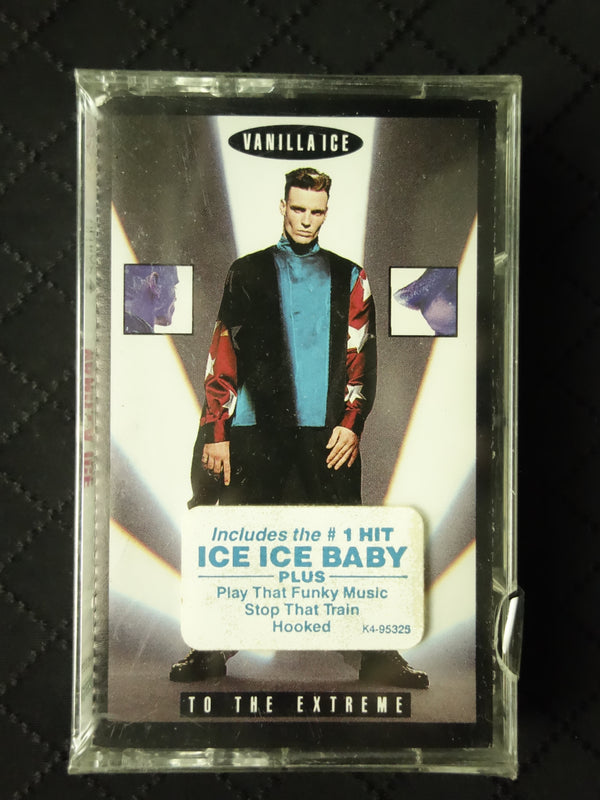 VANILLA ICE
Includes the # 1 HIT
ICE ICE BABY
PLUS
Play That Funky Music
Stop That Train
Hooked
K4-95325
TO THE EXTREME